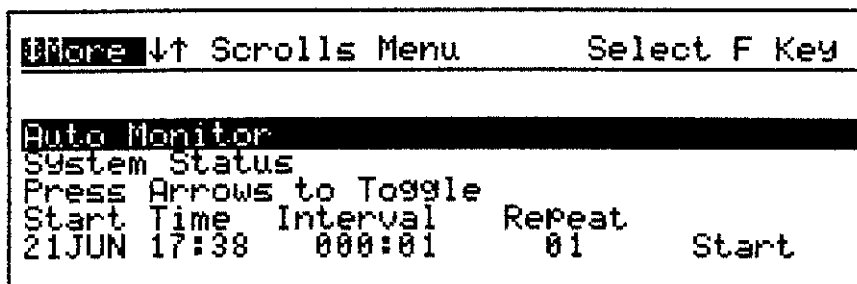 ↕More ↓↑ Scrolls Menu Select F Key
Auto Monitor
System Status
Press Arrows to Toggle
Start Time Interval Repeat
21JUN 17:38 000:01 01 Start